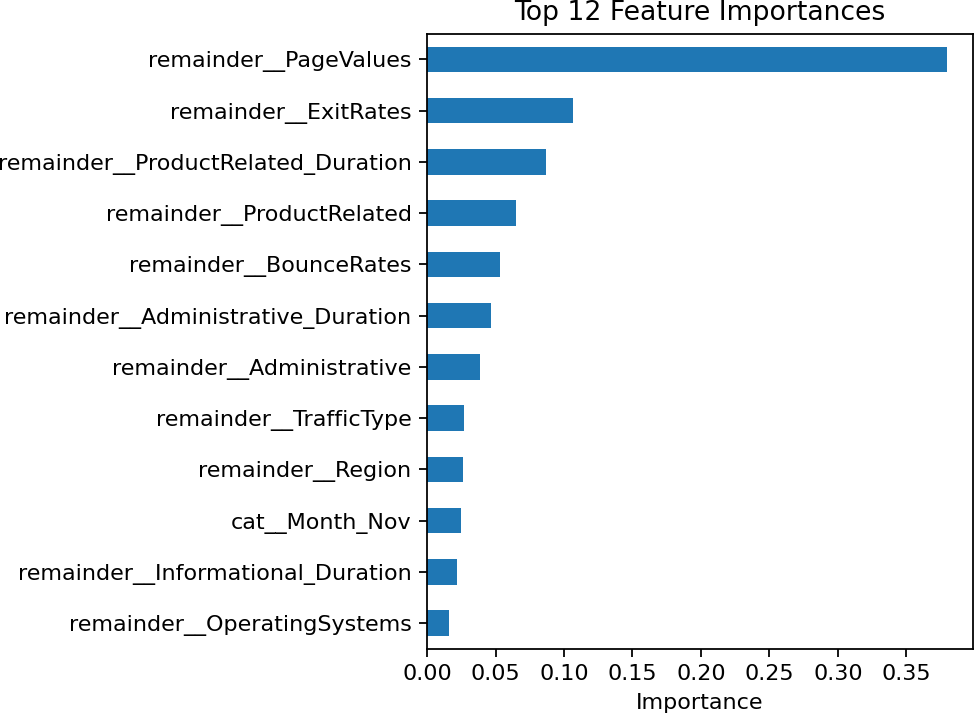 Top 12 Feature Importances
remainder__PageValues
remainder__ExitRates
remainder__ProductRelated_Duration
remainder__ProductRelated
remainder__BounceRates
remainder__Administrative_Duration
remainder__Administrative
remainder__TrafficType
remainder__Region
cat__Month_Nov
remainder__Informational_Duration
remainder__OperatingSystems
0.00 0.05 0.10 0.15 0.20 0.25 0.30 0.35
Importance